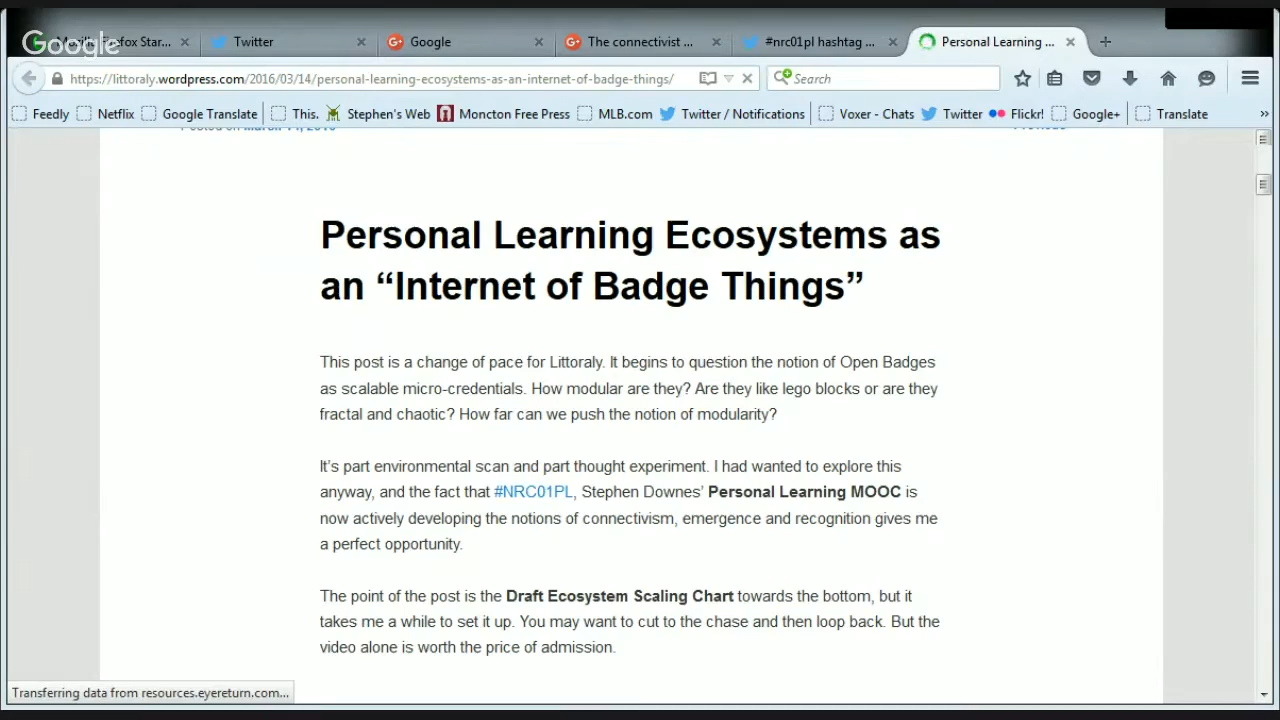 Google
Firefox Star...
Twitter
Google
The connectivist ...
#nrc01pl hashtag ...
Personal Learning ...
https://littoraly.wordpress.com/2016/03/14/personal-learning-ecosystems-as-an-internet-of-badge-things/
Search
Feedly Netflix Google Translate This. Stephen's Web Moncton Free Press MLB.com Twitter / Notifications Voxer - Chats Twitter Flickr! Google+ Translate »
Personal Learning Ecosystems as
an “Internet of Badge Things”
This post is a change of pace for Littoraly. It begins to question the notion of Open Badges
as scalable micro-credentials. How modular are they? Are they like lego blocks or are they
fractal and chaotic? How far can we push the notion of modularity?
It’s part environmental scan and part thought experiment. I had wanted to explore this
anyway, and the fact that #NRC01PL, Stephen Downes’ Personal Learning MOOC is
now actively developing the notions of connectivism, emergence and recognition gives me
a perfect opportunity.
The point of the post is the Draft Ecosystem Scaling Chart towards the bottom, but it
takes me a while to set it up. You may want to cut to the chase and then loop back. But the
video alone is worth the price of admission.
Transferring data from resources.eyereturn.com...